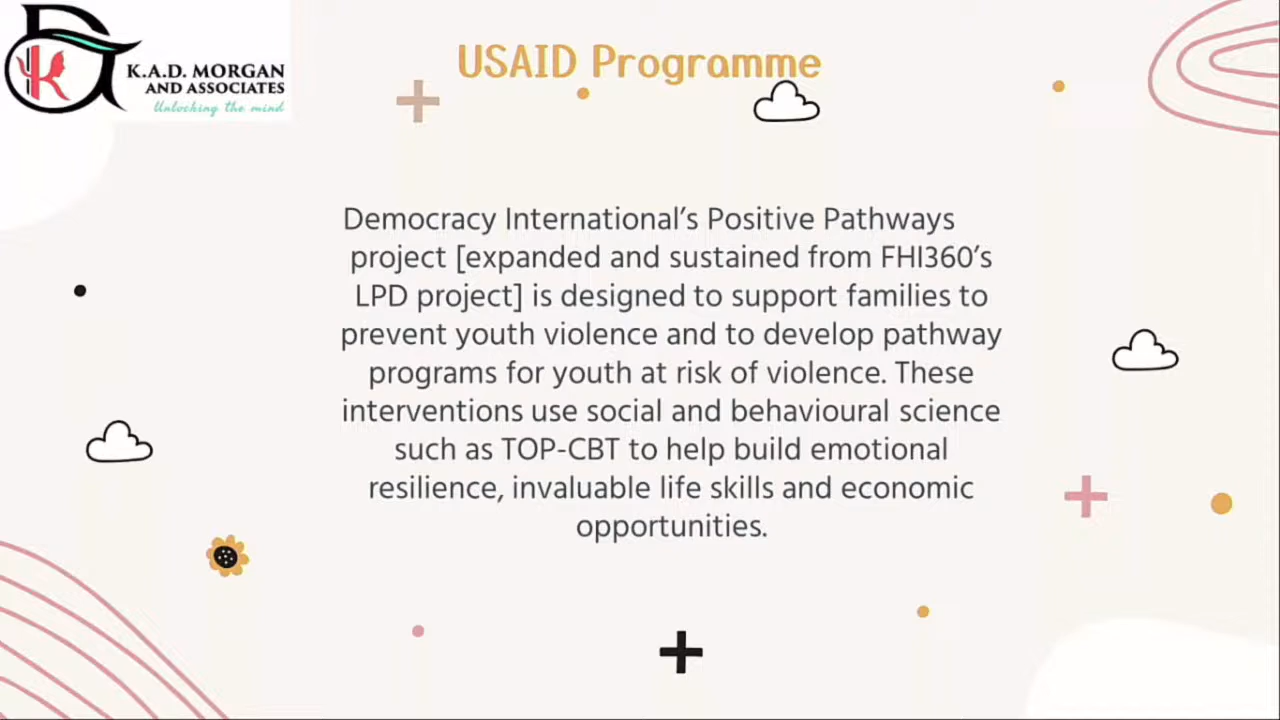 K.A.D. MORGAN
AND ASSOCIATES
Unlocking the mind
USAID Programme
Democracy International's Positive Pathways
project [expanded and sustained from FHI360's
LPD project] is designed to support families to
prevent youth violence and to develop pathway
programs for youth at risk of violence. These
interventions use social and behavioural science
such as TOP-CBT to help build emotional
resilience, invaluable life skills and economic
opportunities.